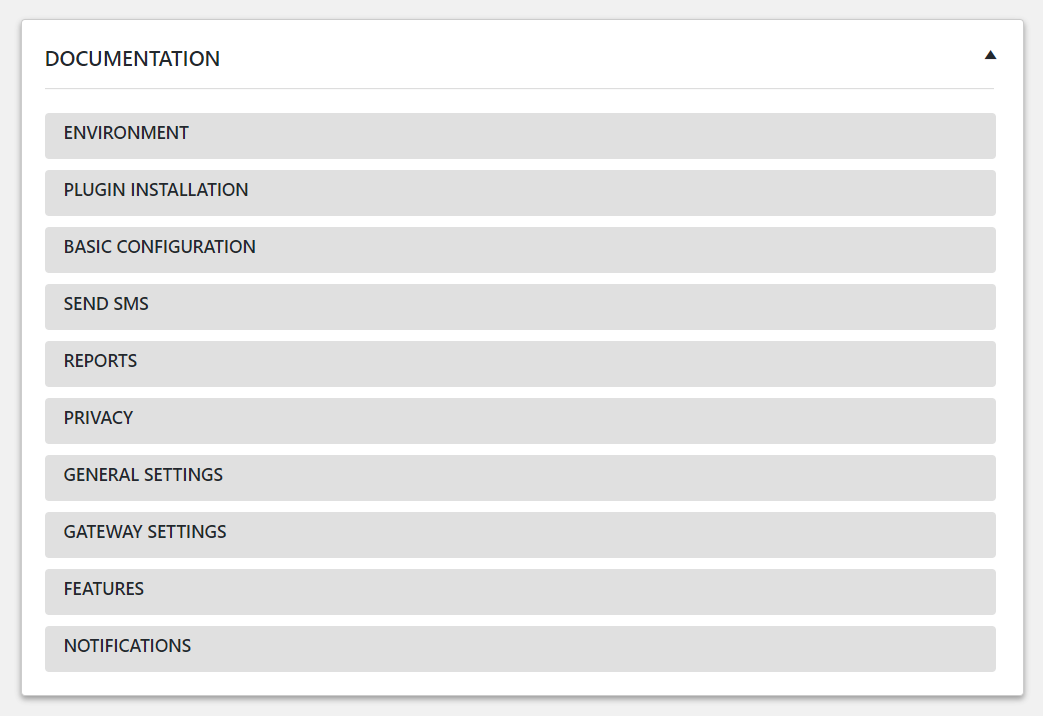 DOCUMENTATION
ENVIRONMENT
PLUGIN INSTALLATION
BASIC CONFIGURATION
SEND SMS
REPORTS
PRIVACY
GENERAL SETTINGS
GATEWAY SETTINGS
FEATURES
NOTIFICATIONS